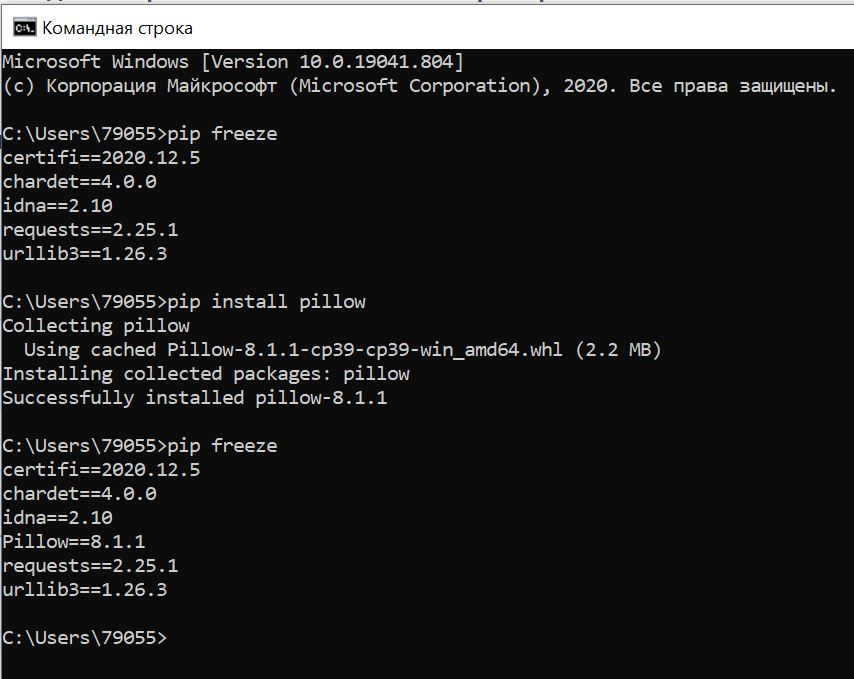 Командная строка
Microsoft Windows [Version 10.0.19041.804]
(c) Корпорация Майкрософт (Microsoft Corporation), 2020. Все права защищены.
C:\Users\79055>pip freeze
certifi==2020.12.5
chardet==4.0.0
idna==2.10
requests==2.25.1
urllib3==1.26.3
C:\Users\79055>pip install pillow
Collecting pillow
  Using cached Pillow-8.1.1-cp39-cp39-win_amd64.whl (2.2 MB)
Installing collected packages: pillow
Successfully installed pillow-8.1.1
C:\Users\79055>pip freeze
certifi==2020.12.5
chardet==4.0.0
idna==2.10
Pillow==8.1.1
requests==2.25.1
urllib3==1.26.3
C:\Users\79055>